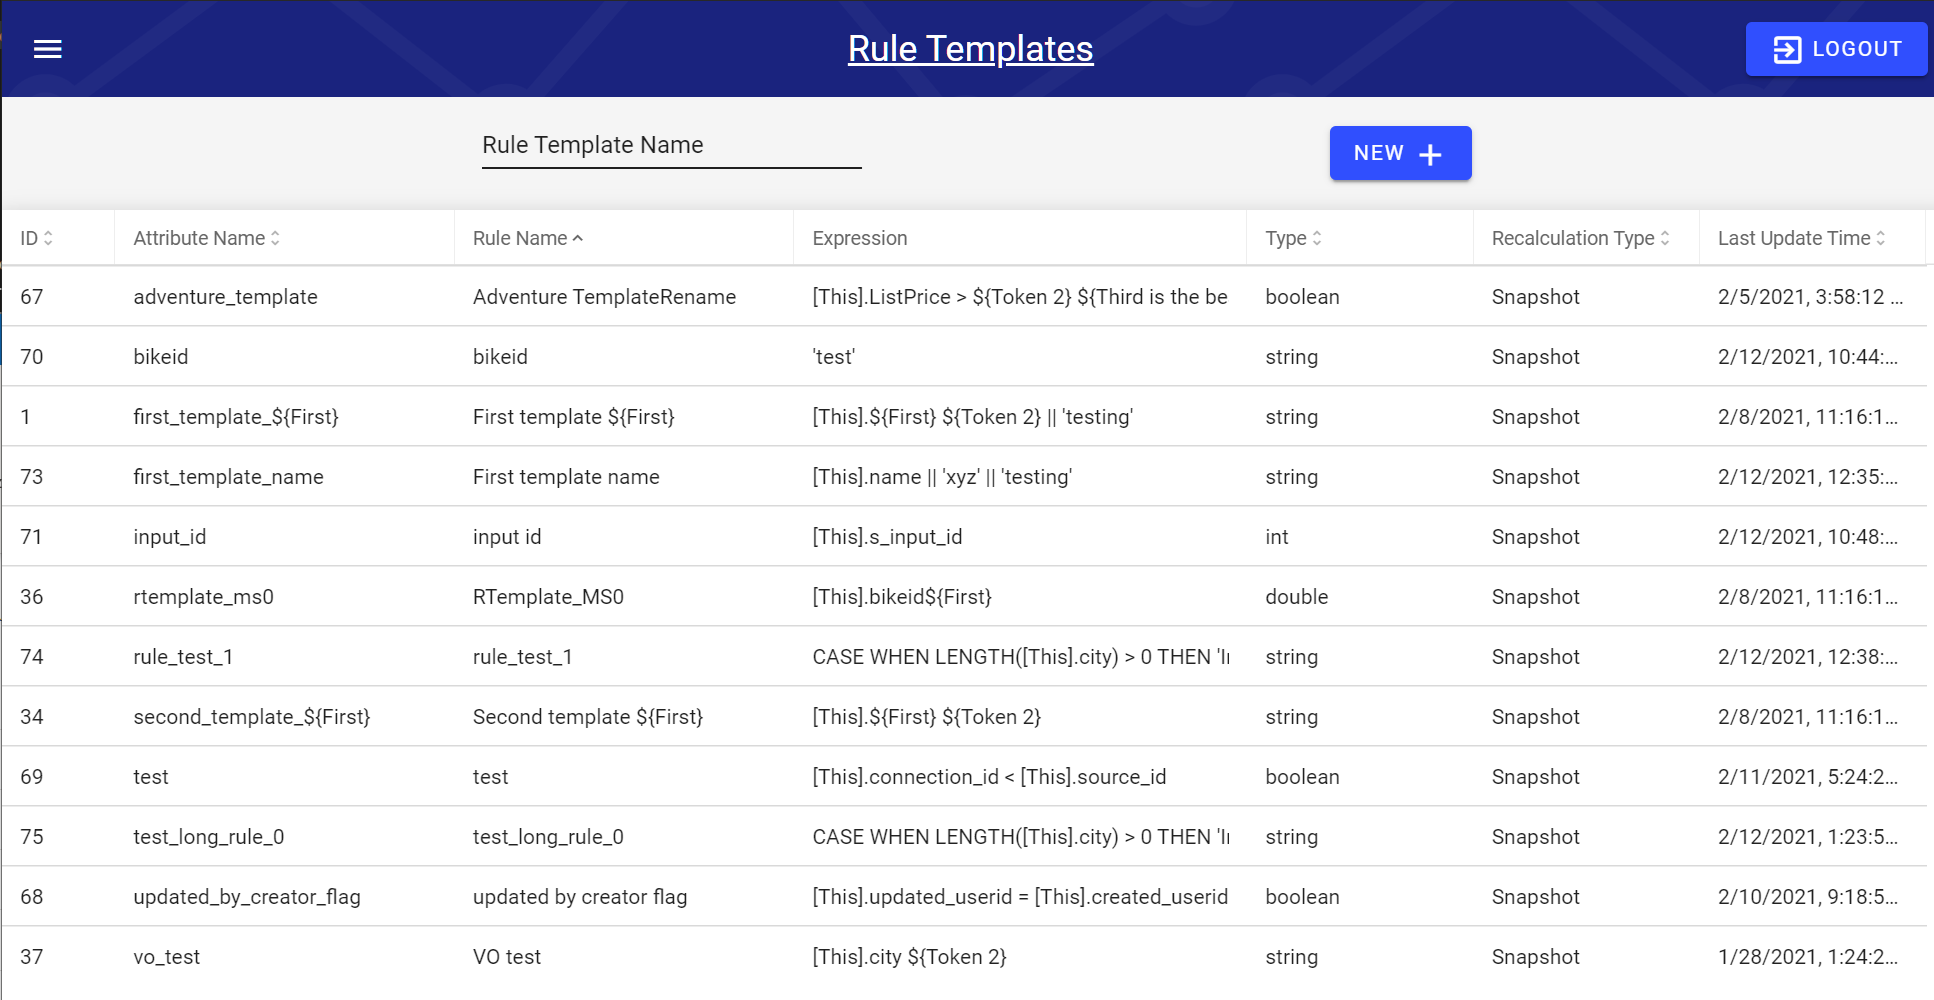 Rule Templates
LOGOUT
Rule Template Name
NEW
ID Attribute Name Rule Name Expression Type Recalculation Type Last Update Time
67 adventure_template Adventure TemplateRename [This].ListPrice > ${Token 2} ${Third is the be boolean Snapshot 2/5/2021, 3:58:12 ...
70 bikeid bikeid 'test' string Snapshot 2/12/2021, 10:44:...
1 first_template_${First} First template ${First} [This].${First} ${Token 2} || 'testing' string Snapshot 2/8/2021, 11:16:1...
73 first_template_name First template name [This].name || 'xyz' || 'testing' string Snapshot 2/12/2021, 12:35:...
71 input_id input id [This].s_input_id int Snapshot 2/12/2021, 10:48:...
36 rtemplate_ms0 RTemplate_MS0 [This].bikeid${First} double Snapshot 2/8/2021, 11:16:1...
74 rule_test_1 rule_test_1 CASE WHEN LENGTH([This].city) > 0 THEN string Snapshot 2/12/2021, 12:38:...
34 second_template_${First} Second template ${First} [This].${First} ${Token 2} string Snapshot 2/8/2021, 11:16:1...
69 test test [This].connection_id < [This].source_id boolean Snapshot 2/11/2021, 5:24:2...
75 test_long_rule_0 test_long_rule_0 CASE WHEN LENGTH([This].city) > 0 THEN string Snapshot 2/12/2021, 1:23:5...
68 updated_by_creator_flag updated by creator flag [This].updated_userid = [This].created_userid boolean Snapshot 2/10/2021, 9:18:5...
37 vo_test VO test [This].city ${Token 2} string Snapshot 1/28/2021, 1:24:2...